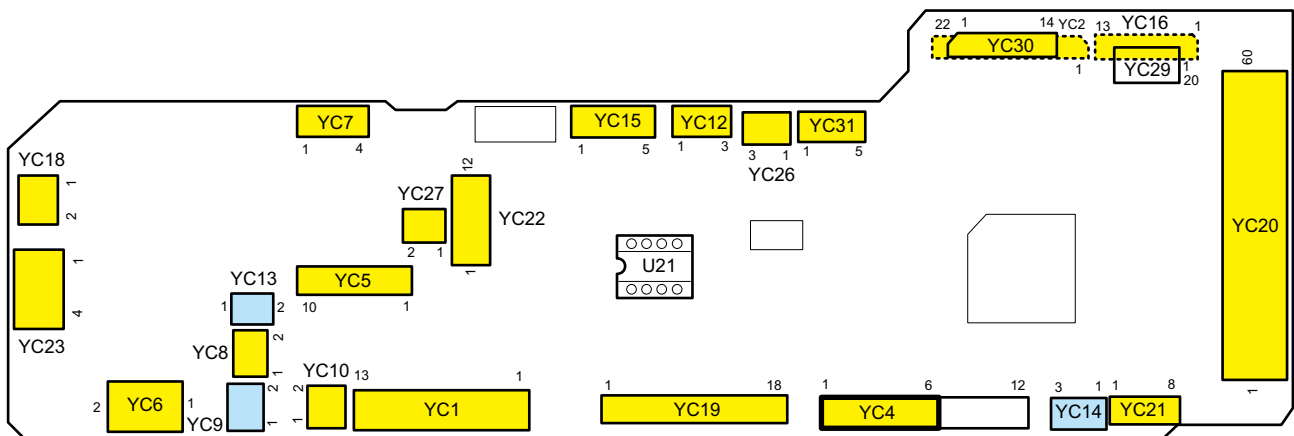 22 1 14 YC2 13 YC16 1
YC30
1 YC29 1
20
60
YC7 YC15 YC12 YC31
1 4 1 5 1 3 3 1 1 5
YC26
YC18 1
2
YC27 12
YC22
2 1
1
U21
YC20
YC13 YC5
1 2 10 1
1
4
YC23
YC8 2
1
YC10 13 1
2
1
YC6
2 1
YC9 2
1
YC1
1 18
YC19
1 6 12
YC4
3 1
YC14
1 8
YC21
1